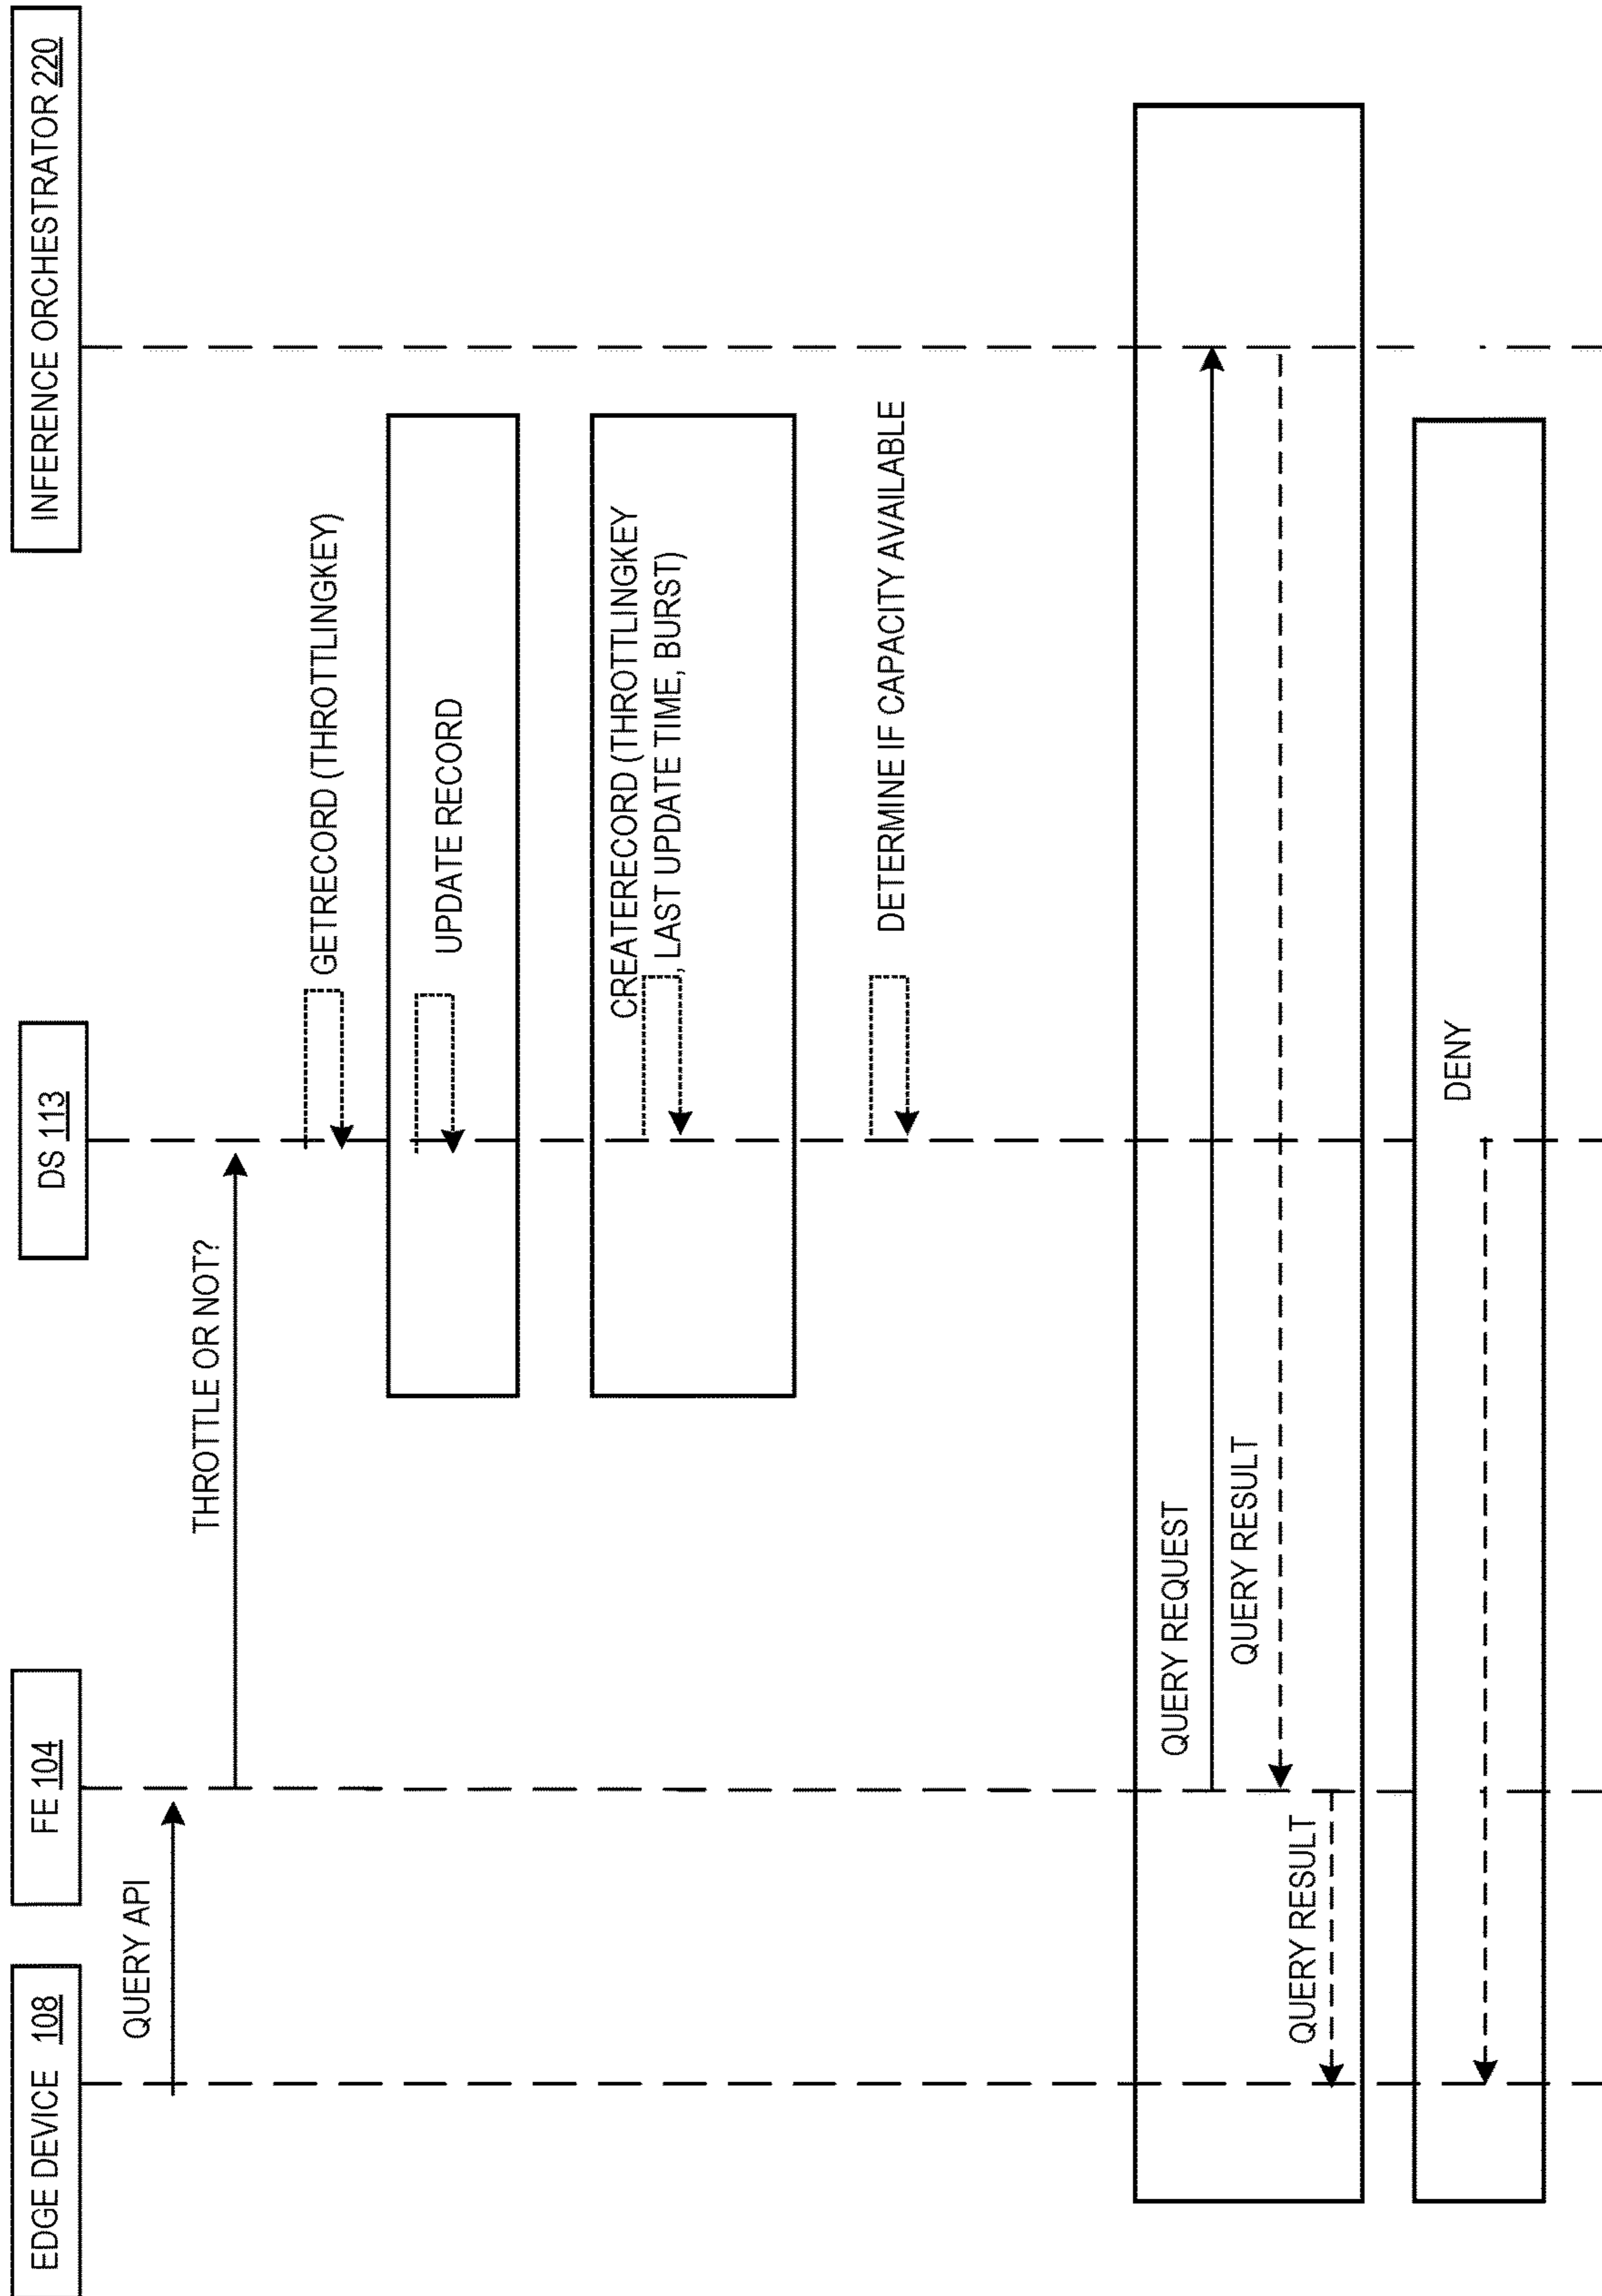 EDGE DEVICE 108
FE 104
DS 113
INFERENCE ORCHESTRATOR 220
QUERY API
THROTTLE OR NOT?
GETRECORD (THROTTLINGKEY)
UPDATE RECORD
CREATERECORD (THROTTLINGKEY
, LAST UPDATE TIME, BURST)
DETERMINE IF CAPACITY AVAILABLE
QUERY REQUEST
QUERY RESULT
QUERY RESULT
DENY